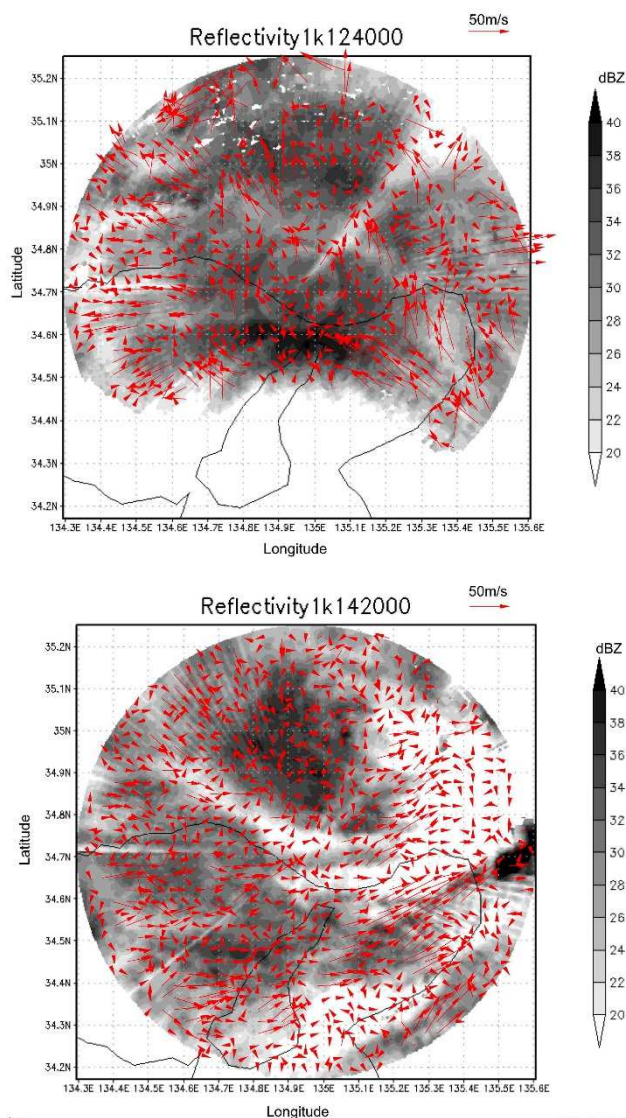 50m/s
Reflectivity1k124000
dBZ
35.2N
35.1N
35N
34.9N
34.8N
34.7N
34.6N
34.5N
34.4N
34.3N
34.2N
Latitude
40
38
36
34
32
30
28
26
24
22
20
134.3E 134.4E 134.5E 134.6E 134.7E 134.8E 134.9E 135E 135.1E 135.2E 135.3E 135.4E 135.5E 135.6E
Longitude
50m/s
Reflectivity1k142000
dBZ
35.2N
35.1N
35N
34.9N
34.8N
34.7N
34.6N
34.5N
34.4N
34.3N
34.2N
Latitude
40
38
36
34
32
30
28
26
24
22
20
134.3E 134.4E 134.5E 134.6E 134.7E 134.8E 134.9E 135E 135.1E 135.2E 135.3E 135.4E 135.5E 135.6E
Longitude